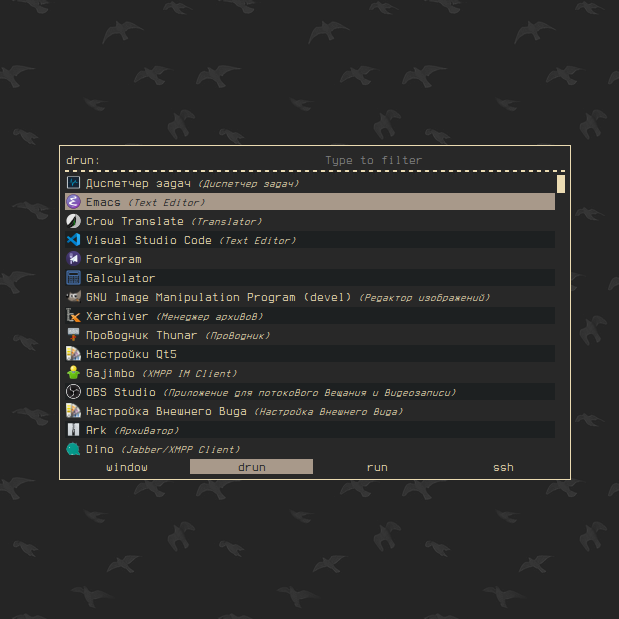 drun: Type to filter
Диспетчер задач (Диспетчер задач)
Emacs (Text Editor)
Crow Translate (Translator)
Visual Studio Code (Text Editor)
Forkgram
Galculator
GNU Image Manipulation Program (devel) (Редактор изображений)
Xarchiver (Менеджер архивов)
Проводник Thunar (Проводник)
Настройки Qt5
Gajimbo (XMPP IM Client)
OBS Studio (Приложение для потокового вещания и видеозаписи)
Настройка внешнего вида (Настройка внешнего вида)
Ark (Архиватор)
Dino (Jabber/XMPP Client)
window drun run ssh